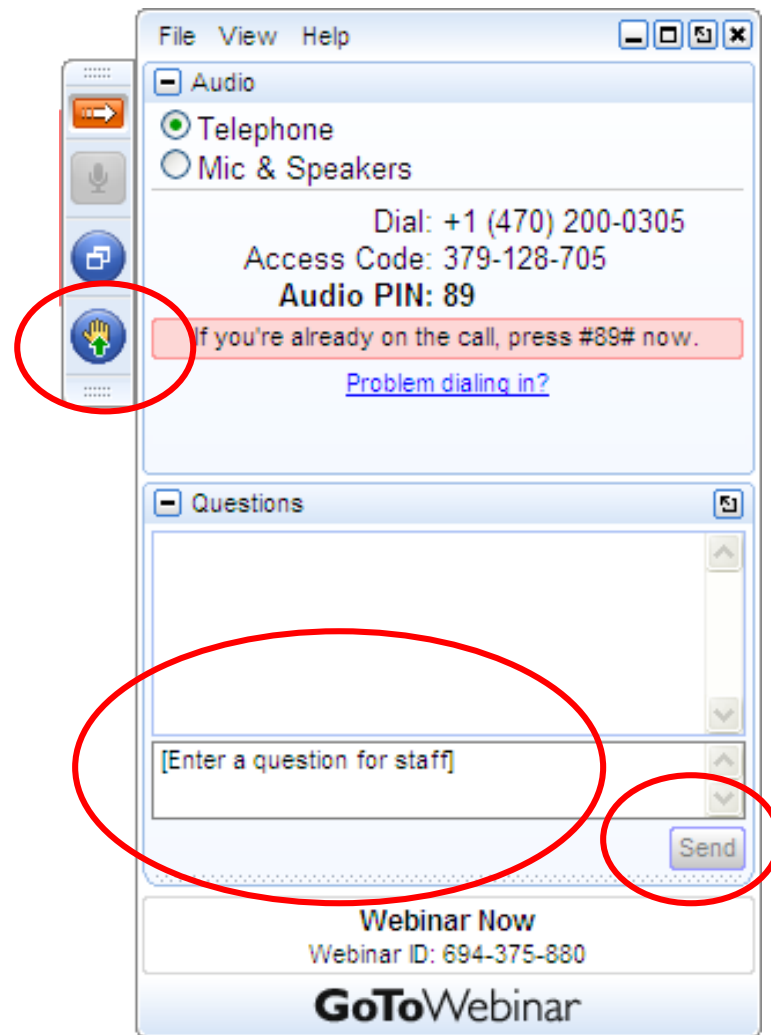 File View Help
Audio
Telephone
Mic & Speakers
Dial: +1 (470) 200-0305
Access Code: 379-128-705
Audio PIN: 89
If you're already on the call, press #89# now.
Problem dialing in?
Questions
[Enter a question for staff]
Send
Webinar Now
Webinar ID: 694-375-880
GoToWebinar